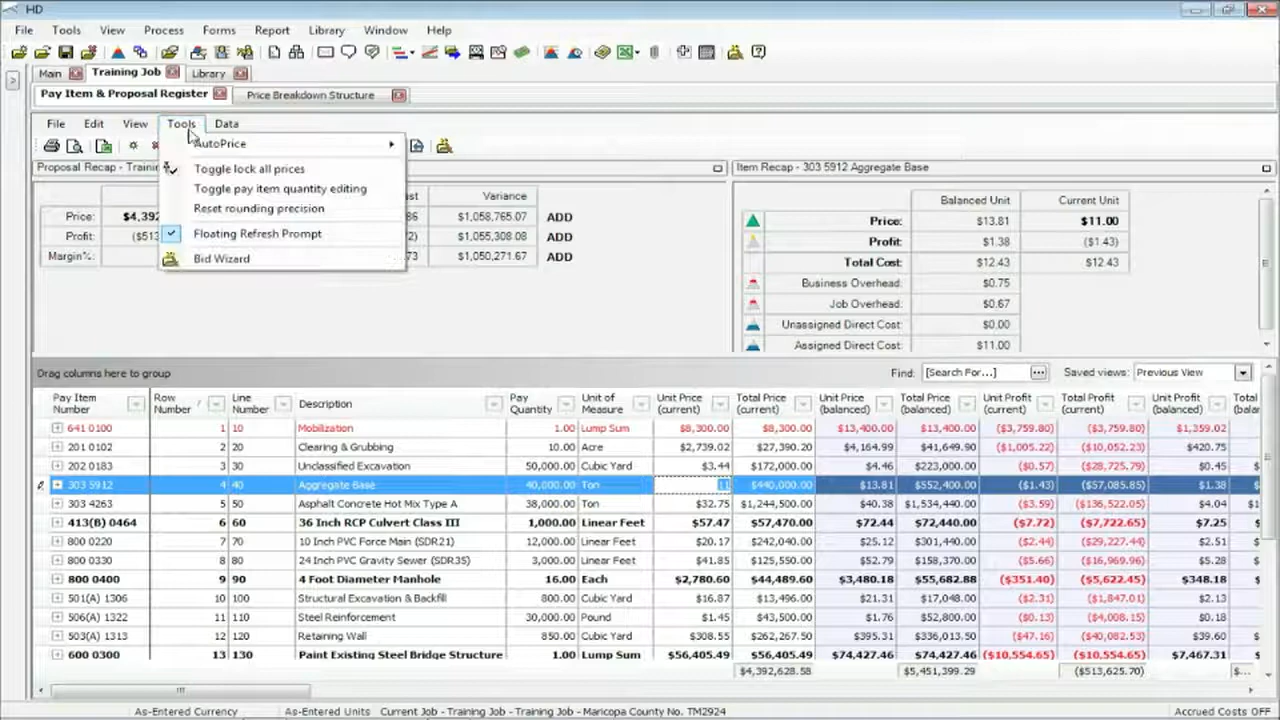 HD
File Tools View Process Forms Report Library Window Help
Main Training Job Library
Pay Item & Proposal Register Price Breakdown Structure
File Edit View Tools Data
AutoPrice
Toggle lock all prices
Toggle pay item quantity editing
Reset rounding precision
Floating Refresh Prompt
Bid Wizard
Proposal Recap - Traini
Variance
Price: $4,392 86 $1,058,765.07 ADD
Profit: ($513 2) $1,055,308.08 ADD
Margin%: 73 $1,050,271.67 ADD
Item Recap - 303 5912 Aggregate Base
Balanced Unit Current Unit
Price: $13.81 $11.00
Profit: $1.38 ($1.43)
Total Cost: $12.43 $12.43
Business Overhead: $0.75
Job Overhead: $0.67
Unassigned Direct Cost: $0.00
Assigned Direct Cost: $11.00
Drag columns here to group Find: [Search For...] Saved views: Previous View
Pay Item Number Row Number Line Number Description Pay Quantity Unit of Measure Unit Price (current) Total Price (current) Unit Price (balanced) Total Price (balanced) Unit Profit (current) Total Profit (current) Unit Profit (balanced) Total (balan
641 0100 1 10 Mobilization 1.00 Lump Sum $8,300.00 $8,300.00 $13,400.00 $13,400.00 ($3,759.80) ($3,759.80) $1,359.02
201 0102 2 20 Clearing & Grubbing 10.00 Acre $2,739.02 $27,390.20 $4,164.99 $41,649.90 ($1,005.22) ($10,052.23) $420.75
202 0183 3 30 Unclassified Excavation 50,000.00 Cubic Yard $3.44 $172,000.00 $4.46 $223,000.00 ($0.57) ($28,725.79) $0.45
303 5912 4 40 Aggregate Base 40,000.00 Ton 11 $440,000.00 $13.81 $552,400.00 ($1.43) ($57,085.85) $1.38
303 4263 5 50 Asphalt Concrete Hot Mix Type A 38,000.00 Ton $32.75 $1,244,500.00 $40.38 $1,534,440.00 ($3.59) ($136,522.05) $4.04 $1
413(B) 0464 6 60 36 Inch RCP Culvert Class III 1,000.00 Linear Feet $57.47 $57,470.00 $72.44 $72,440.00 ($7.72) ($7,722.65) $7.25
800 0220 7 70 10 Inch PVC Force Main (SDR21) 12,000.00 Linear Feet $20.17 $242,040.00 $25.12 $301,440.00 ($2.44) ($29,227.44) $2.51
800 0330 8 80 24 Inch PVC Gravity Sewer (SDR35) 3,000.00 Linear Feet $41.85 $125,550.00 $52.79 $158,370.00 ($5.66) ($16,969.96) $5.28
800 0400 9 90 4 Foot Diameter Manhole 16.00 Each $2,780.60 $44,489.60 $3,480.18 $55,682.88 ($351.40) ($5,622.45) $348.18
501(A) 1306 10 100 Structural Excavation & Backfill 800.00 Cubic Yard $16.87 $13,496.00 $21.31 $17,048.00 ($2.31) ($1,847.01) $2.13
506(A) 1322 11 110 Steel Reinforcement 30,000.00 Pound $1.45 $43,500.00 $1.76 $52,800.00 ($0.13) ($4,008.15) $0.18
503(A) 1313 12 120 Retaining Wall 850.00 Cubic Yard $308.55 $262,267.50 $395.31 $336,013.50 ($47.16) ($40,082.53) $39.60
600 0300 13 130 Paint Existing Steel Bridge Structure 1.00 Lump Sum $56,405.49 $56,405.49 $74,427.46 $74,427.46 ($10,554.65) ($10,554.65) $7,467.31
$4,392,628.58 $5,451,399.29 ($513,625.70) $...
As-Entered Currency As-Entered Units Current Job - Training Job - Training Job - Maricopa County No. TM2924 Accrued Costs OFF